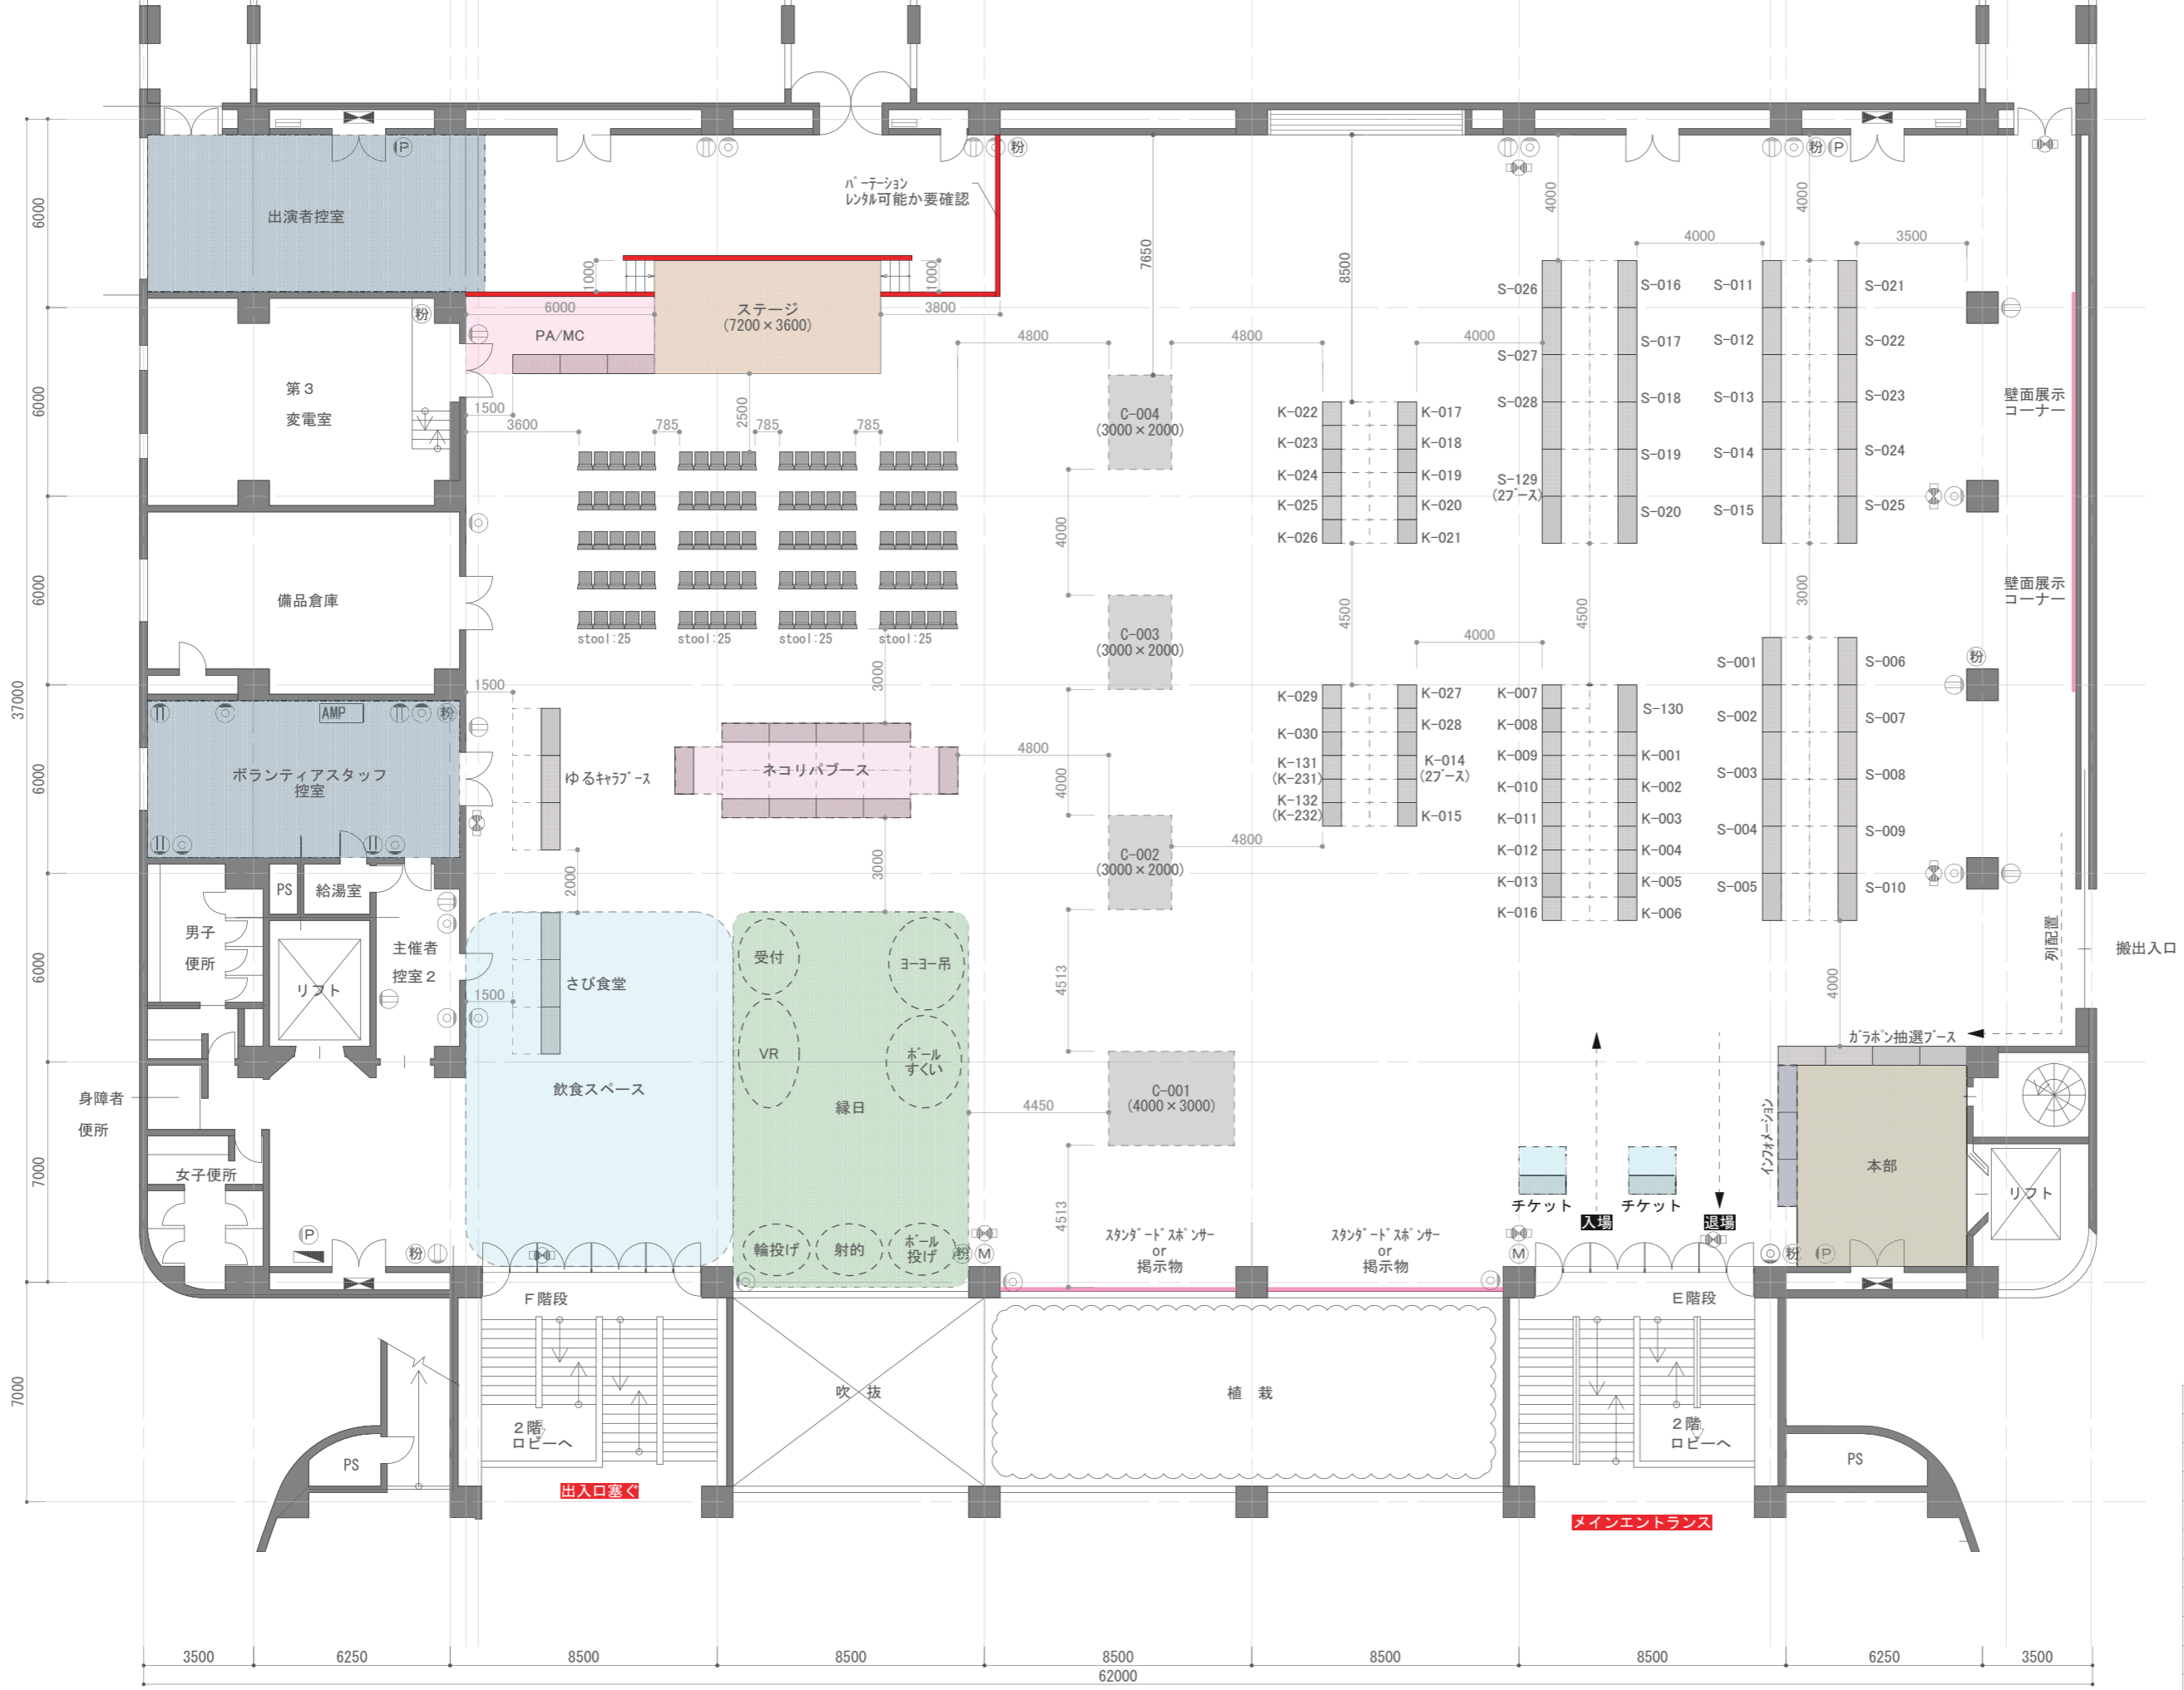 粉
P
パーテーション
レンタル可能か要確認
出演者控室
6000
1000
1000
7650
8500
4000
4000
4000
3500
6000
ステージ
(7200×3600)
3800
PA/MC
粉
第3
変電室
1500
3600
785
785
785
2500
4800
4800
4000
C-004
(3000×2000)
K-022
K-023
K-024
K-025
K-026
K-017
K-018
K-019
K-020
K-021
S-026
S-027
S-028
S-129
(2ブース)
S-016
S-017
S-018
S-019
S-020
S-011
S-012
S-013
S-014
S-015
S-021
S-022
S-023
S-024
S-025
壁面展示
コーナー
壁面展示
コーナー
6000
6000
備品倉庫
stool:25
stool:25
stool:25
stool:25
4000
C-003
(3000×2000)
4500
4500
3000
4000
3000
37000
1500
AMP
粉
ボランティアスタッフ
控室
ゆるキャラブース
ネコリパブース
4800
4000
C-002
(3000×2000)
4800
K-029
K-030
K-131
(K-231)
K-132
(K-232)
K-027
K-028
K-014
(2ブース)
K-015
K-007
K-008
K-009
K-010
K-011
K-012
K-013
K-016
S-130
K-001
K-002
K-003
K-004
K-005
K-006
S-001
S-002
S-003
S-004
S-005
S-006
S-007
S-008
S-009
S-010
粉
6000
2000
3000
PS
給湯室
男子
便所
リフト
主催者
控室2
1500
さび食堂
飲食スペース
受付
ヨーヨー吊
VR
ボール
すくい
縁日
輪投げ
射的
ボール
投げ
4513
C-001
(4000×3000)
4450
4513
4000
列配置
搬出入口
ガラポン抽選ブース
インフォメーション
本部
リフト
6000
身障者
便所
女子便所
7000
P
粉
粉
M
スタンダードスポンサー
or
掲示物
スタンダードスポンサー
or
掲示物
チケット
入場
チケット
退場
M
粉
P
F階段
E階段
7000
2階
ロビーへ
吹抜
植栽
2階
ロビーへ
PS
PS
出入口塞ぐ
メインエントランス
3500
6250
8500
8500
8500
8500
8500
6250
3500
62000